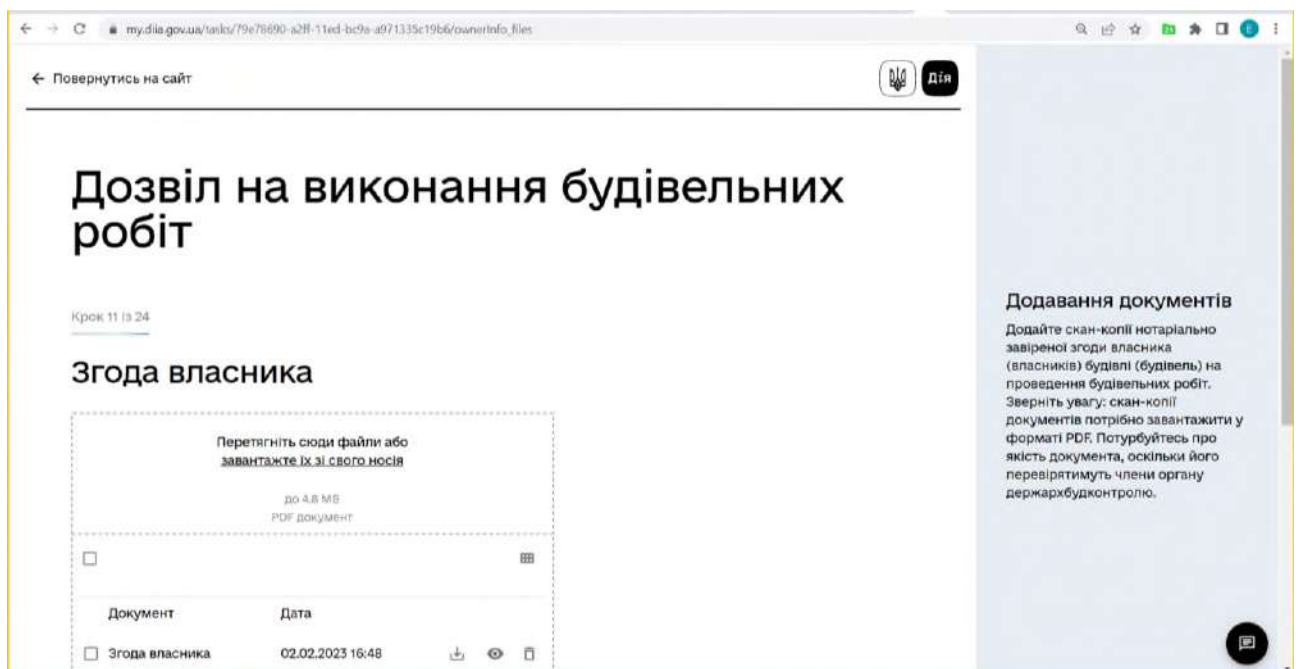 my.diia.gov.ua/tasks/79e78690-a2ff-11ed-bc9a-a971335c19b6/ownerInfo_files
Повернутись на сайт
Дія
Дозвіл на виконання будівельних
робіт
Крок 11 із 24
Згода власника
Перетягніть сюди файли або
завантажте їх зі свого носія
до 4.8 MB
PDF документ
Документ Дата
Згода власника 02.02.2023 16:48
Додавання документів
Додайте скан-копії нотаріально
завіреної згоди власника
(власників) будівлі (будівель) на
проведення будівельних робіт.
Зверніть увагу: скан-копії
документів потрібно завантажити у
форматі PDF. Потурбуйтесь про
якість документа, оскільки його
перевірятимуть члени органу
держархбудконтролю.